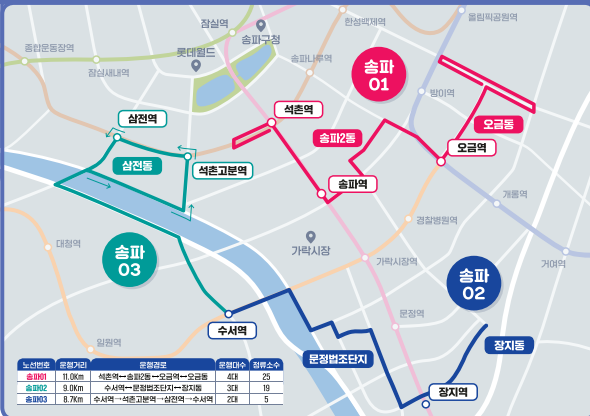 잠실역
한성백제역
올림픽공원역
송파구청
종합운동장역
롯데월드
송파나루역
잠실새내역
송파
01
방이역
삼전역
석촌역
송파2동
오금동
오금역
삼전동
석촌고분역
송파역
개롱역
경찰병원역
대청역
송파
03
가락시장
가락시장역
거여역
송파
02
수서역
문정역
일원역
문정법조단지
장지동
장지역
노선번호 운행거리 운행경로 운행대수 정류소수
송파01 11.0Km 석촌역↔송파2동↔오금역↔오금동 4대 25
송파02 9.0Km 수서역↔문정법조단지↔장지동 3대 19
송파03 8.7Km 수서역→석촌고분역→삼전역→수서역 2대 5